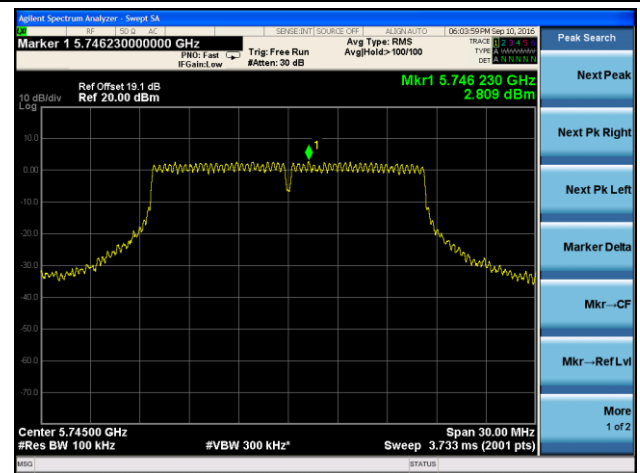 Agilent Spectrum Analyzer - Swept SA
RF 50 Ω AC SENSE:INT SOURCE OFF ALIGN AUTO 06:03:59 PM Sep 10, 2016
Marker 1 5.746230000000 GHz
PNO: Fast
IFGain:Low
Trig: Free Run
#Atten: 30 dB
Avg Type: RMS
Avg|Hold:>100/100
TRACE 1 2 3 4 5 6
TYPE A
DET A N N N N N
Peak Search
Next Peak
Next Pk Right
Next Pk Left
Marker Delta
Mkr→CF
Mkr→Ref Lvl
More
1 of 2
Mkr1 5.746 230 GHz
2.809 dBm
Ref Offset 19.1 dB
10 dB/div Ref 20.00 dBm
Log
10.0
0.00
-10.0
-20.0
-30.0
-40.0
-50.0
-60.0
-70.0
1
Center 5.74500 GHz Span 30.00 MHz
#Res BW 100 kHz #VBW 300 kHz* Sweep 3.733 ms (2001 pts)
MSG STATUS